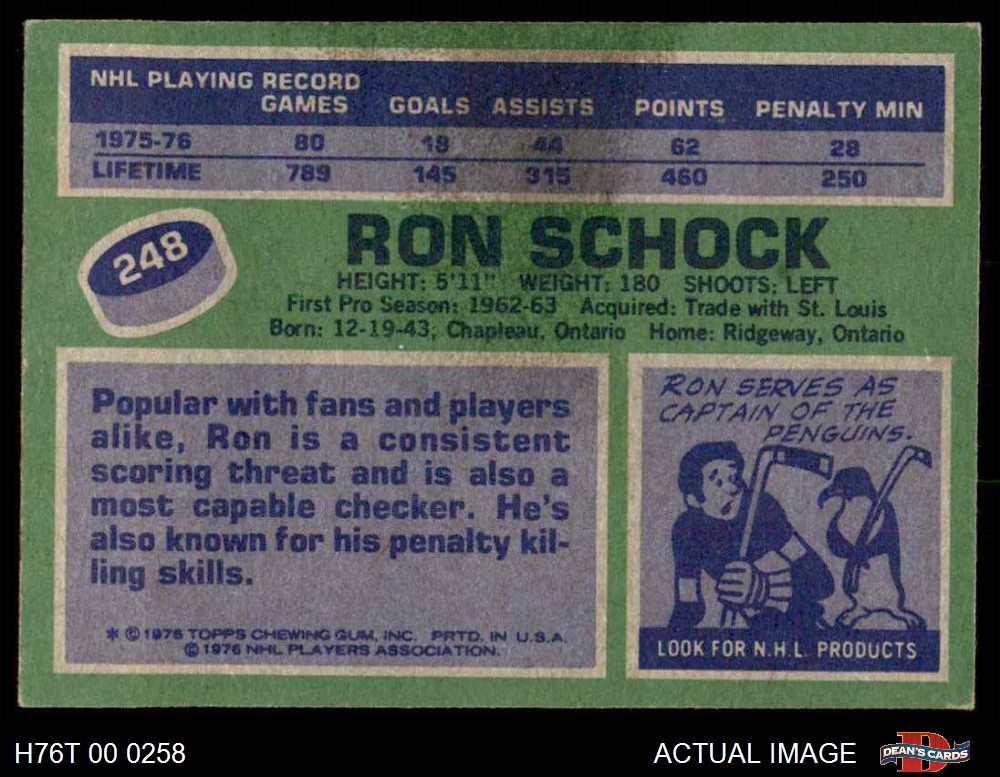 NHL PLAYING RECORD
GAMES GOALS ASSISTS POINTS PENALTY MIN
1975-76 80 18 44 62 28
LIFETIME 789 145 315 460 250
248
RON SCHOCK
HEIGHT: 5'11" WEIGHT: 180 SHOOTS: LEFT
First Pro Season: 1962-63 Acquired: Trade with St. Louis
Born: 12-19-43, Chapleau, Ontario Home: Ridgeway, Ontario
Popular with fans and players
alike, Ron is a consistent
scoring threat and is also a
most capable checker. He's
also known for his penalty kil-
ling skills.
* © 1976 TOPPS CHEWING GUM, INC. PRTD. IN U.S.A.
© 1976 NHL PLAYERS ASSOCIATION.
RON SERVES AS
CAPTAIN OF THE
PENGUINS.
LOOK FOR N.H.L. PRODUCTS
H76T 00 0258
ACTUAL IMAGE
D
DEAN'S CARDS